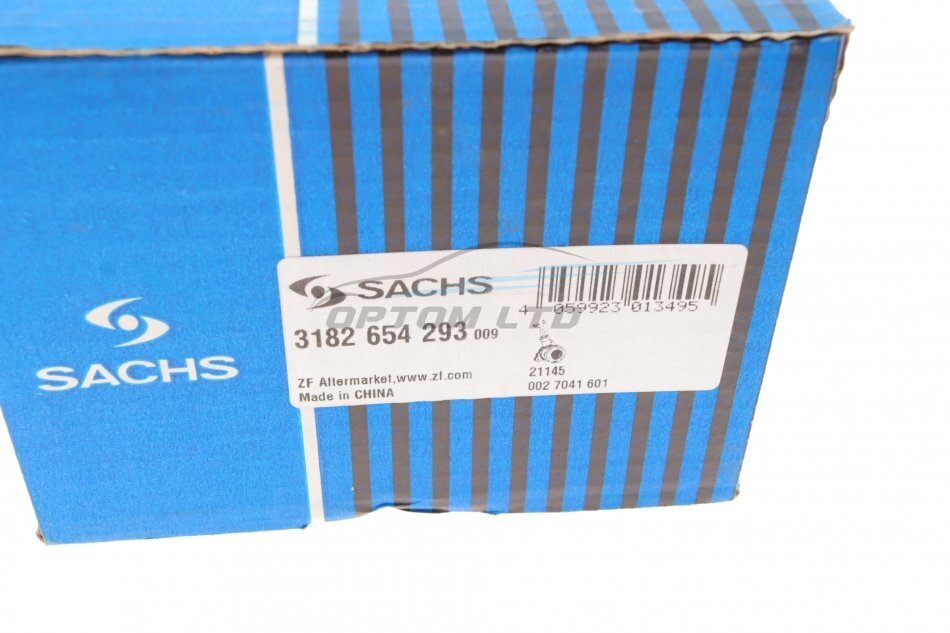 SACHS
SACHS
OPTOM LTD
4 059923 013495
3182 654 293 009
ZF Aftermarket,www.zf.com
Made in CHINA
21145
002 7041 601